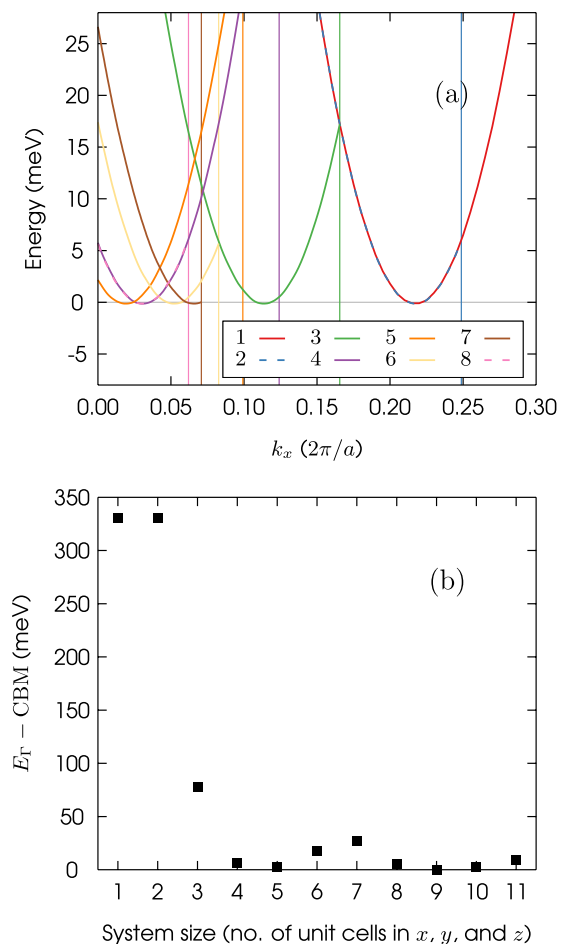 25
20
15
10
5
0
-5
Energy (meV)
(a)
1 3 5 7
2 4 6 8
0.00 0.05 0.10 0.15 0.20 0.25 0.30
k_x (2π/a)
350
300
250
200
150
100
50
0
E_Γ − CBM (meV)
(b)
1 2 3 4 5 6 7 8 9 10 11
System size (no. of unit cells in x, y, and z)